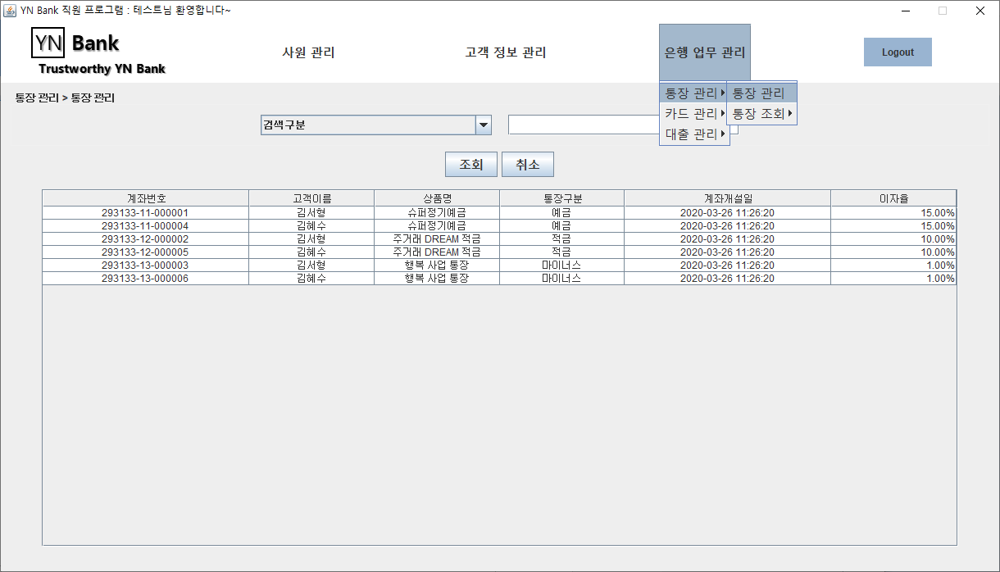 YN Bank 직원 프로그램 : 테스트님 환영합니다~
YN Bank
Trustworthy YN Bank
사원 관리
고객 정보 관리
은행 업무 관리
Logout
통장 관리
통장 관리
카드 관리
통장 조회
대출 관리
통장 관리 > 통장 관리
검색구분
조회
취소
계좌번호 고객이름 상품명 통장구분 계좌개설일 이자율
293133-11-000001 김서형 슈퍼정기예금 예금 2020-03-26 11:26:20 15.00%
293133-11-000004 김혜수 슈퍼정기예금 예금 2020-03-26 11:26:20 15.00%
293133-12-000002 김서형 주거래 DREAM 적금 적금 2020-03-26 11:26:20 10.00%
293133-12-000005 김혜수 주거래 DREAM 적금 적금 2020-03-26 11:26:20 10.00%
293133-13-000003 김서형 행복 사업 통장 마이너스 2020-03-26 11:26:20 1.00%
293133-13-000006 김혜수 행복 사업 통장 마이너스 2020-03-26 11:26:20 1.00%